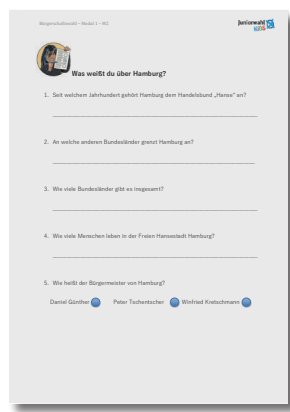 Bürgerschaftswahl – Modul 1 – M2
Juniorwahl
KiDS
Was weißt du über Hamburg?
1. Seit welchem Jahrhundert gehört Hamburg dem Handelsbund „Hanse“ an?
2. An welche anderen Bundesländer grenzt Hamburg an?
3. Wie viele Bundesländer gibt es insgesamt?
4. Wie viele Menschen leben in der Freien Hansestadt Hamburg?
5. Wie heißt der Bürgermeister von Hamburg?
Daniel Günther Peter Tschentscher Winfried Kretschmann